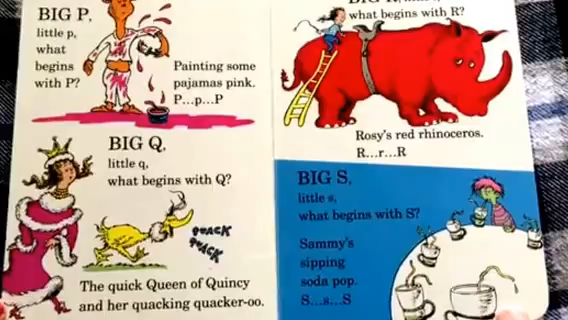 BIG P,
little p,
what
begins
with P?
Painting some
pajamas pink.
P...p...P
BIG Q,
little q,
what begins with Q?
QUACK
QUACK
The quick Queen of Quincy
and her quacking quacker-oo.
BIG R,
what begins with R?
Rosy's red rhinoceros.
R...r...R
BIG S,
little s,
what begins with S?
Sammy's
sipping
soda pop.
S...s...S